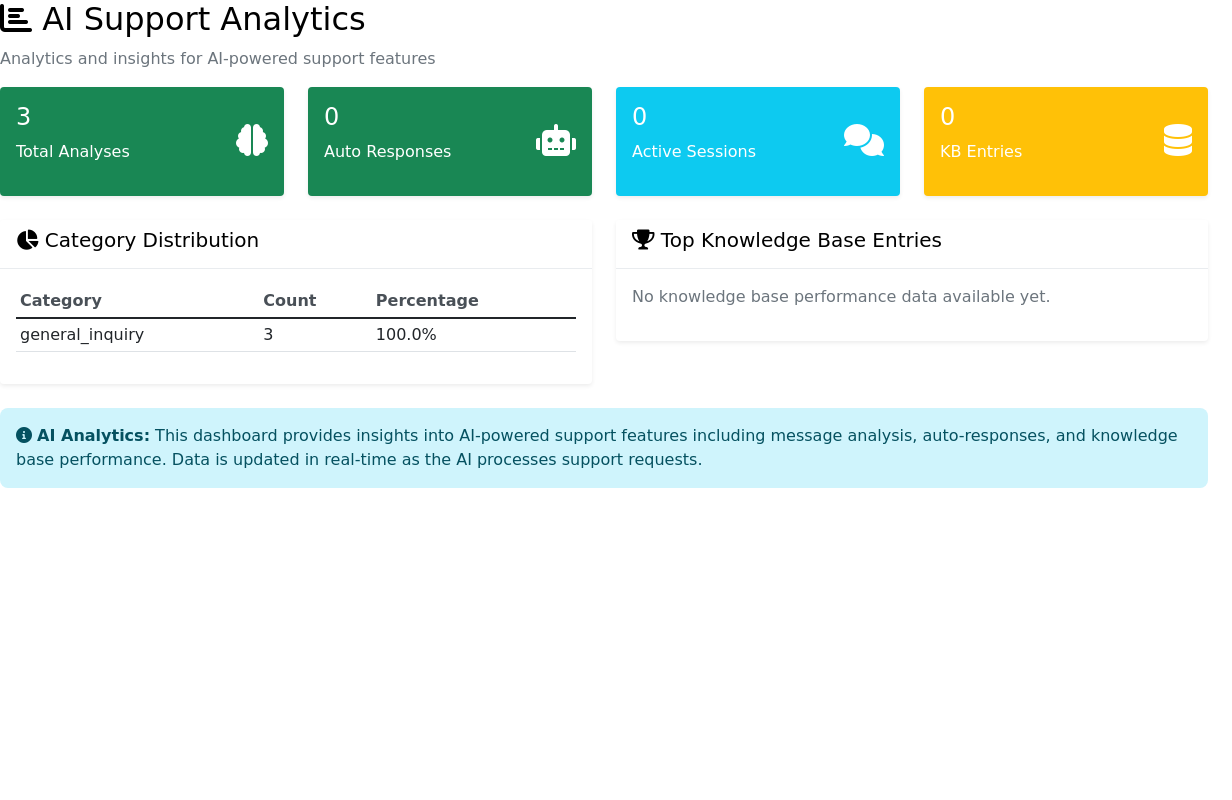 AI Support Analytics
Analytics and insights for AI-powered support features
3
Total Analyses
0
Auto Responses
0
Active Sessions
0
KB Entries
Category Distribution
Category Count Percentage
general_inquiry 3 100.0%
Top Knowledge Base Entries
No knowledge base performance data available yet.
AI Analytics: This dashboard provides insights into AI-powered support features including message analysis, auto-responses, and knowledge
base performance. Data is updated in real-time as the AI processes support requests.